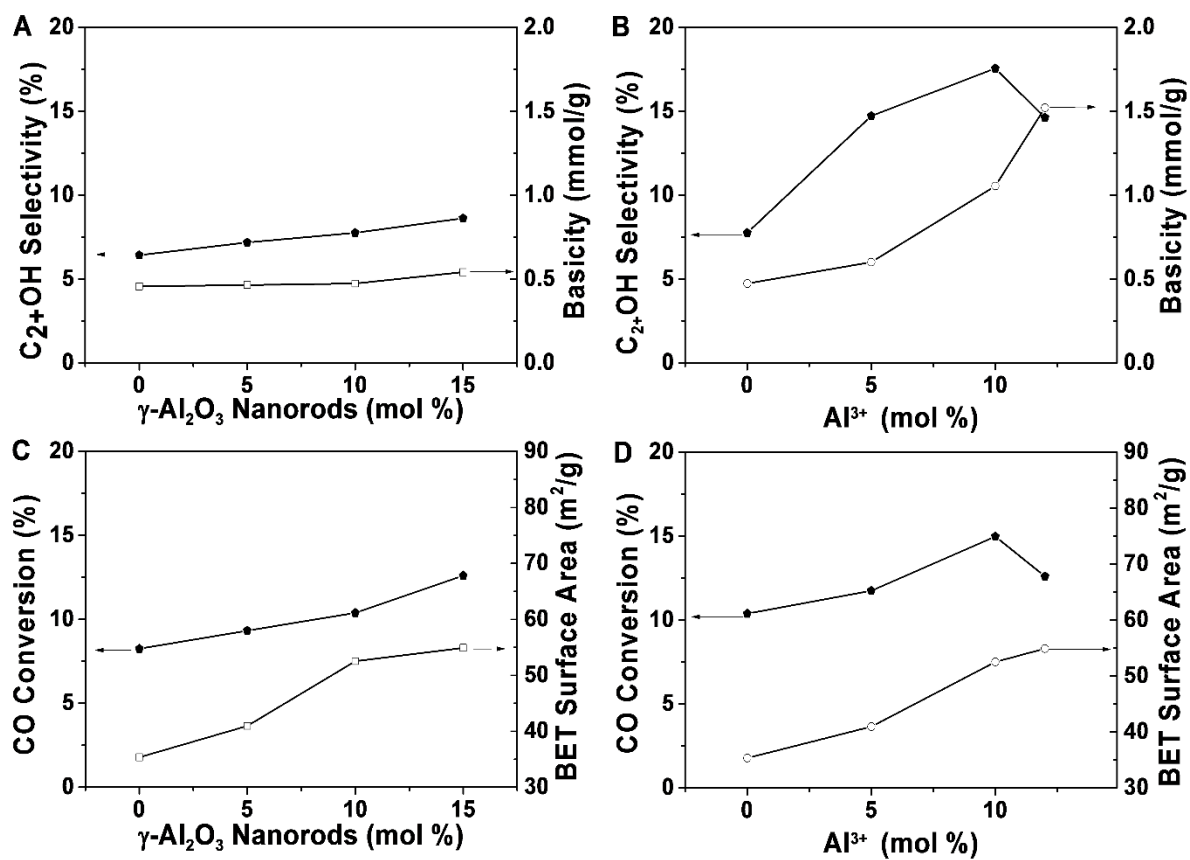 A
C₂₊OH Selectivity (%)
20
15
10
5
0
2.0
1.5
1.0
0.5
0.0
Basicity (mmol/g)
0 5 10 15
γ-Al₂O₃ Nanorods (mol %)
B
C₂₊OH Selectivity (%)
20
15
10
5
0
2.0
1.5
1.0
0.5
0.0
Basicity (mmol/g)
0 5 10
Al³⁺ (mol %)
C
CO Conversion (%)
20
15
10
5
0
90
80
70
60
50
40
30
BET Surface Area (m²/g)
0 5 10 15
γ-Al₂O₃ Nanorods (mol %)
D
CO Conversion (%)
20
15
10
5
0
90
80
70
60
50
40
30
BET Surface Area (m²/g)
0 5 10
Al³⁺ (mol %)